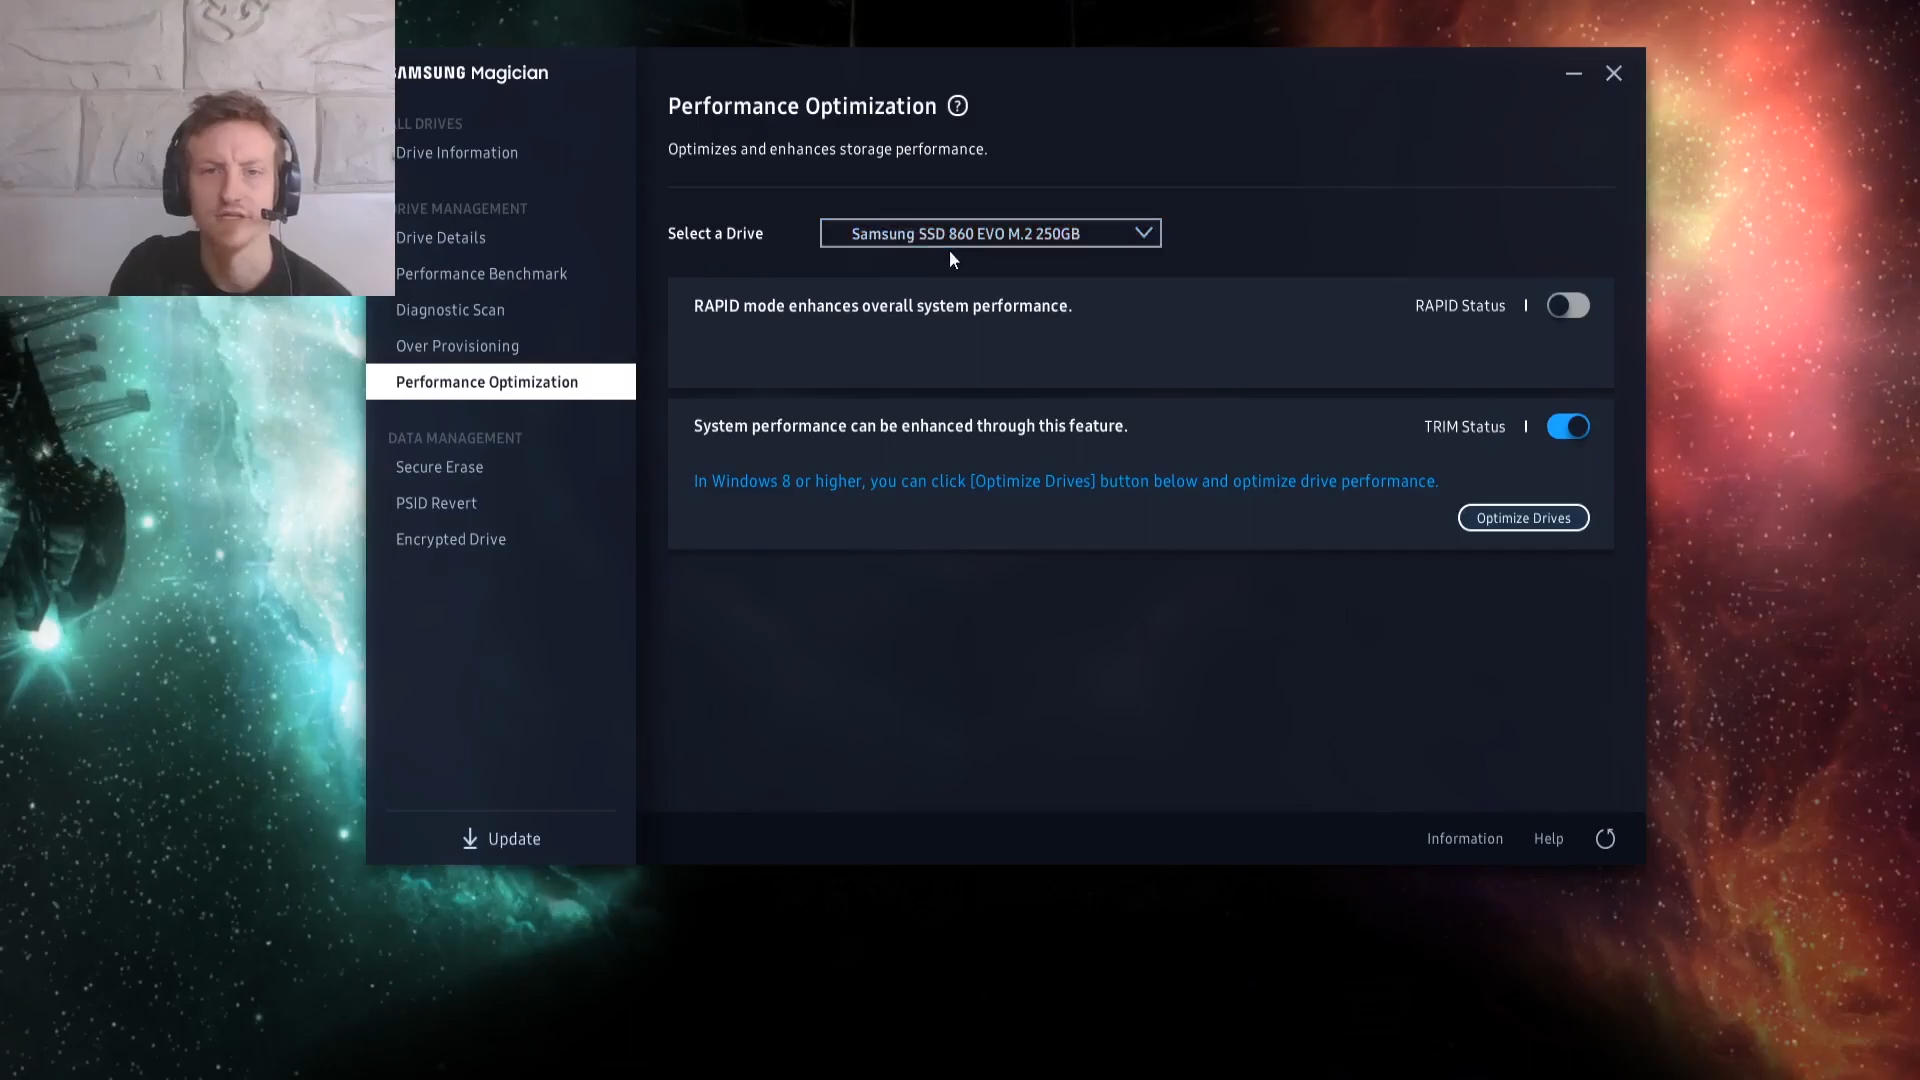 SAMSUNG Magician
ALL DRIVES
Drive Information
DRIVE MANAGEMENT
Drive Details
Performance Benchmark
Diagnostic Scan
Over Provisioning
Performance Optimization
DATA MANAGEMENT
Secure Erase
PSID Revert
Encrypted Drive
Update
Performance Optimization ?
Optimizes and enhances storage performance.
Select a Drive Samsung SSD 860 EVO M.2 250GB
RAPID mode enhances overall system performance. RAPID Status
System performance can be enhanced through this feature. TRIM Status
In Windows 8 or higher, you can click [Optimize Drives] button below and optimize drive performance.
Optimize Drives
Information Help